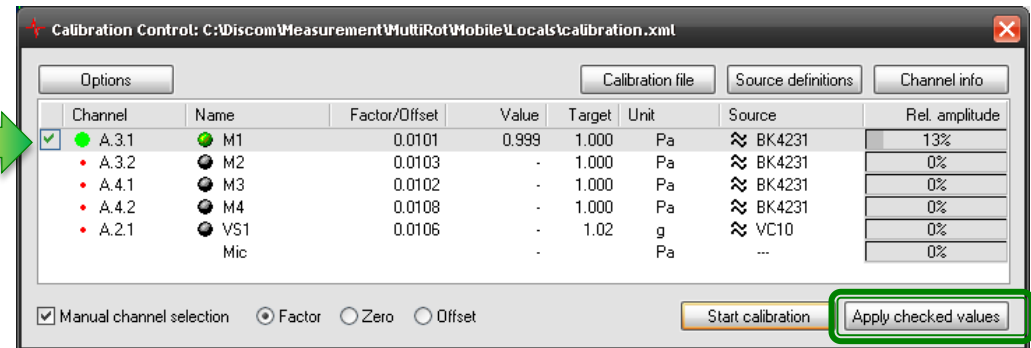 Calibration Control: C:\Discom\Measurement\MuttiRot\Mobile\Locals\calibration.xml
Options Calibration file Source definitions Channel info
Channel Name Factor/Offset Value Target Unit Source Rel. amplitude
A.3.1 M1 0.0101 0.999 1.000 Pa BK4231 13%
A.3.2 M2 0.0103 - 1.000 Pa BK4231 0%
A.4.1 M3 0.0102 - 1.000 Pa BK4231 0%
A.4.2 M4 0.0108 - 1.000 Pa BK4231 0%
A.2.1 VS1 0.0106 - 1.02 g VC10 0%
Mic - Pa --- 0%
Manual channel selection Factor Zero Offset Start calibration Apply checked values